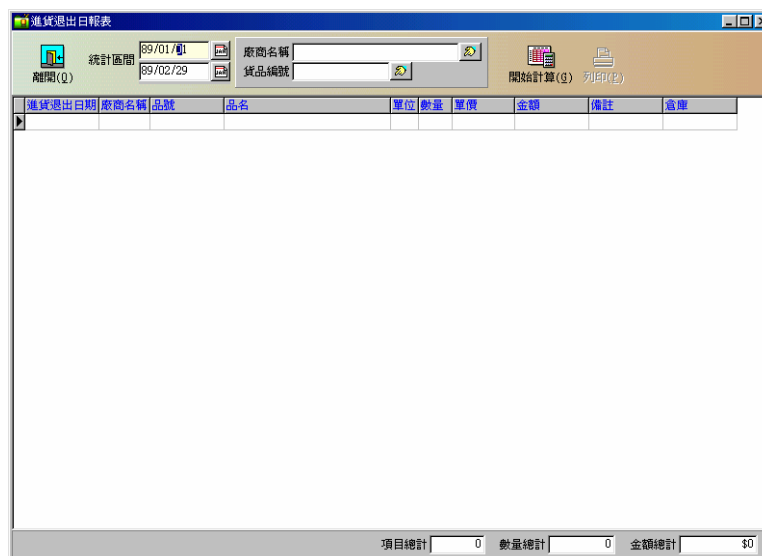 進貨退出日報表
離開(Q)
統計區間 89/01/01
89/02/29
廠商名稱
貨品編號
開始計算(G)
列印(P)
進貨退出日期 廠商名稱 品號 品名 單位 數量 單價 金額 備註 倉庫
項目總計 0 數量總計 0 金額總計 $0